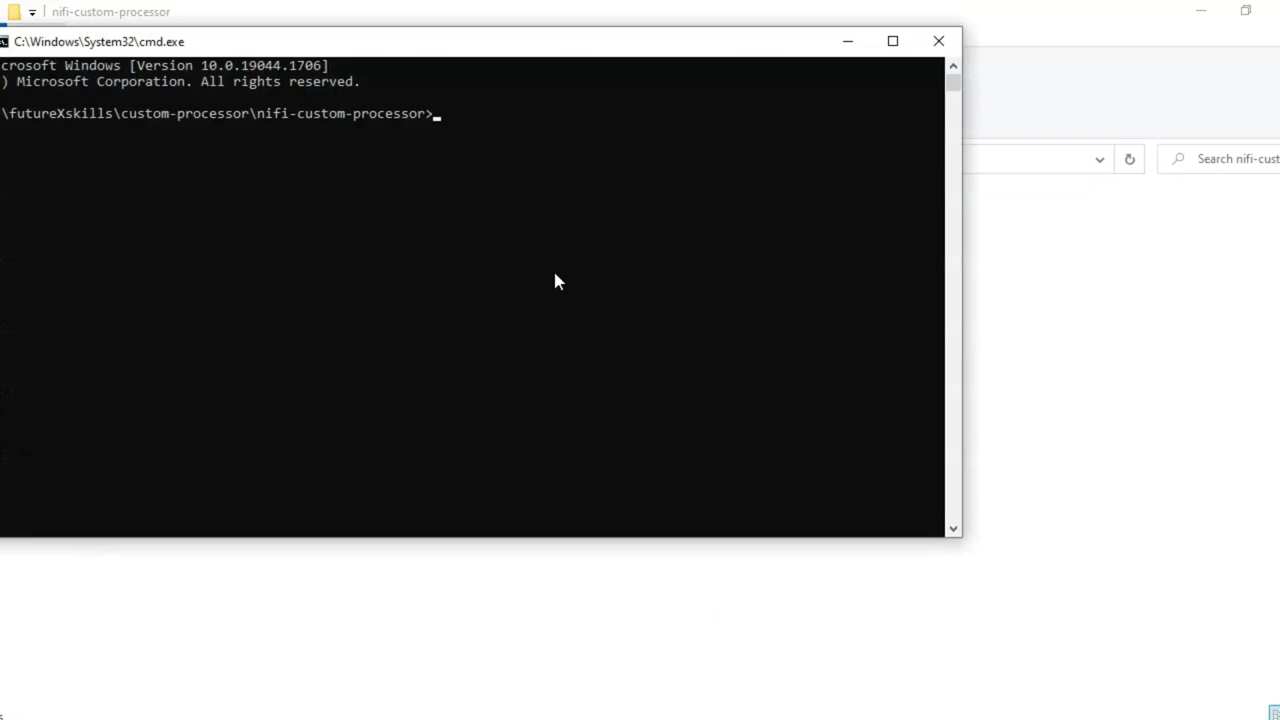 nifi-custom-processor
C:\Windows\System32\cmd.exe
crosoft Windows [Version 10.0.19044.1706]
) Microsoft Corporation. All rights reserved.
\futureXskills\custom-processor\nifi-custom-processor>
Search nifi-cust